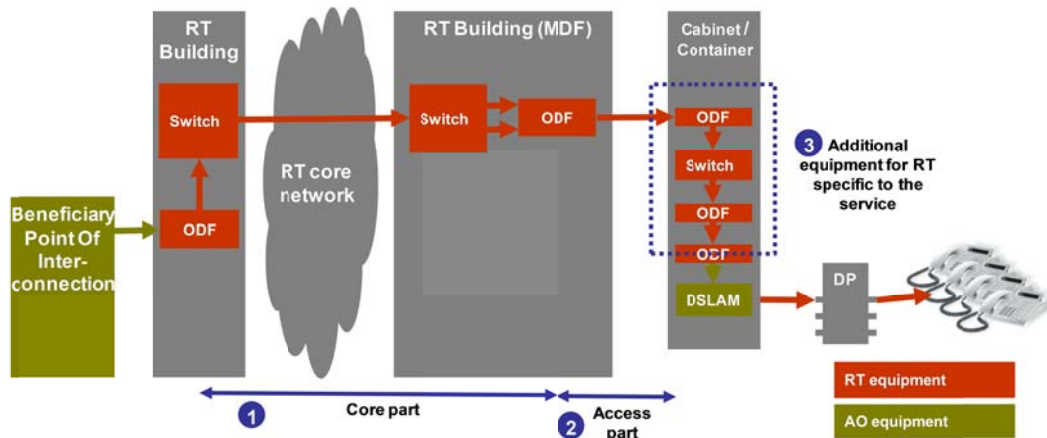 RT
Building
Switch
ODF
Beneficiary
Point Of
Inter-
connection
RT core
network
RT Building (MDF)
Switch
ODF
Cabinet /
Container
ODF
Switch
ODF
ODF
DSLAM
3 Additional
equipment for RT
specific to the
service
DP
1 Core part
2 Access
part
RT equipment
AO equipment